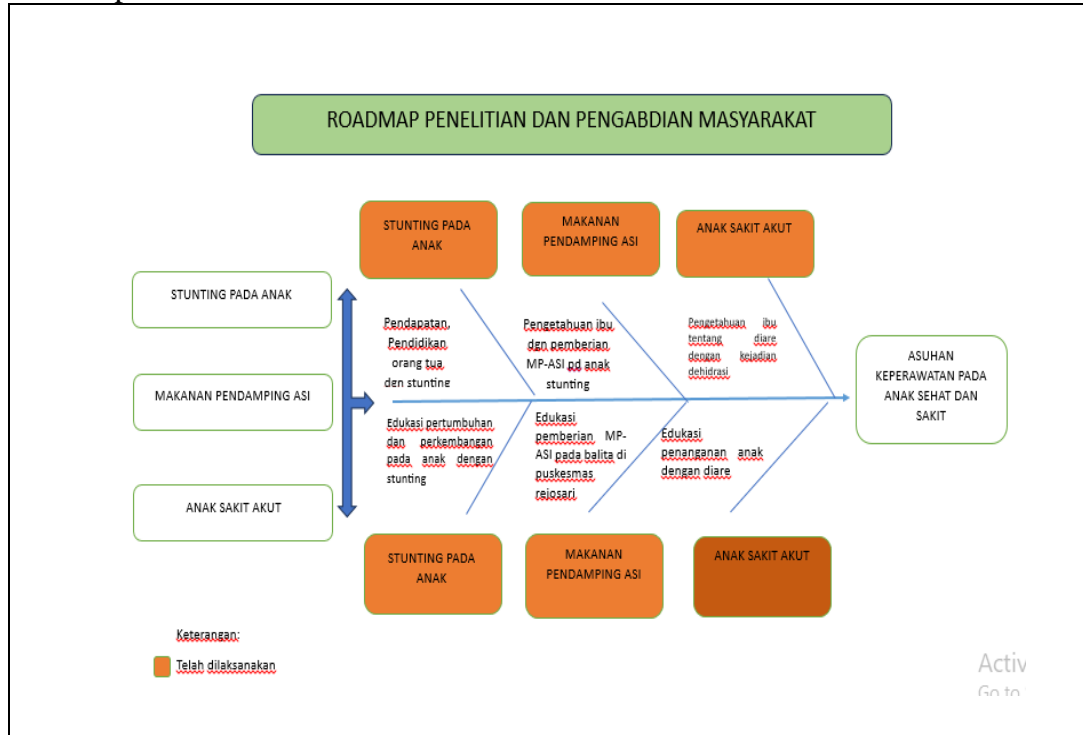 ROADMAP PENELITIAN DAN PENGABDIAN MASYARAKAT
STUNTING PADA
ANAK
MAKANAN
PENDAMPING ASI
ANAK SAKIT AKUT
STUNTING PADA ANAK
MAKANAN PENDAMPING ASI
ANAK SAKIT AKUT
Pendapatan,
Pendidikan
orang tua
den stunting
Pengetahuan ibu
dgn pemberian
MP-ASI pd anak
stunting
Pengetahuan ibu
tentang diare
dengan kejadian
dehidrasi
ASUHAN
KEPERAWATAN PADA
ANAK SEHAT DAN
SAKIT
Edukasi pertumbuhan
dan perkembangan
pada anak dengan
stunting
Edukasi
pemberian MP-
ASI pada balita di
puskesmas
rejosari
Edukasi
penanganan anak
dengan diare
STUNTING PADA
ANAK
MAKANAN
PENDAMPING ASI
ANAK SAKIT AKUT
Keterangan:
Telah dilaksanakan
Activ
Go to